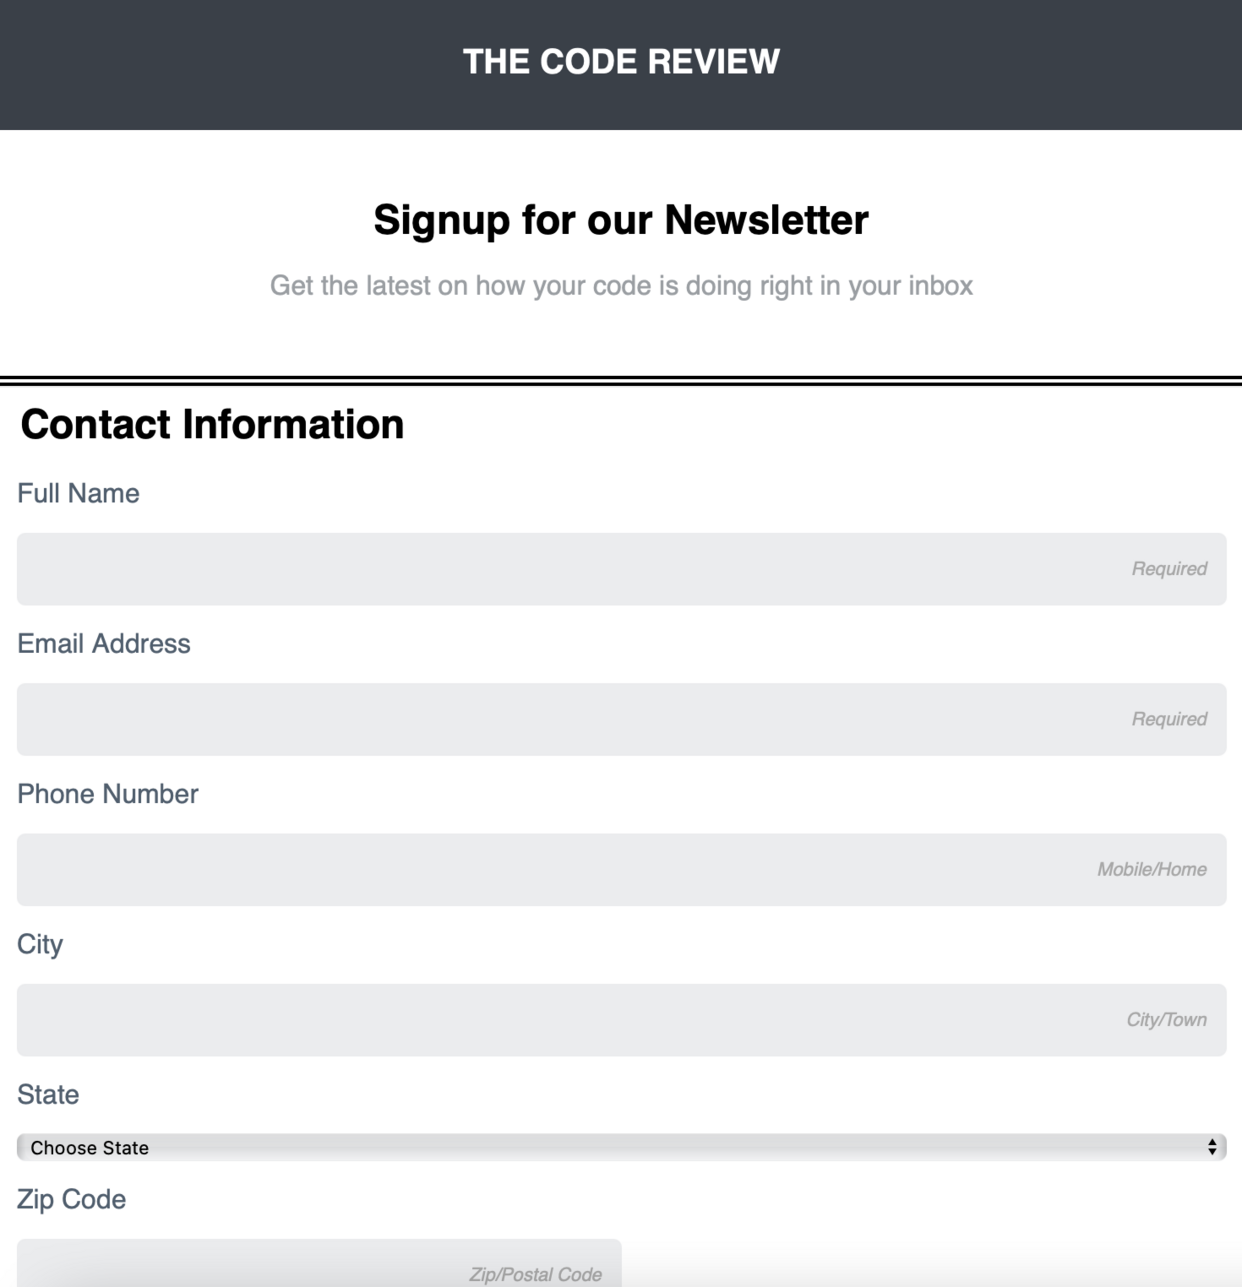 THE CODE REVIEW
Signup for our Newsletter
Get the latest on how your code is doing right in your inbox
Contact Information
Full Name
Required
Email Address
Required
Phone Number
Mobile/Home
City
City/Town
State
Choose State
Zip Code
Zip/Postal Code